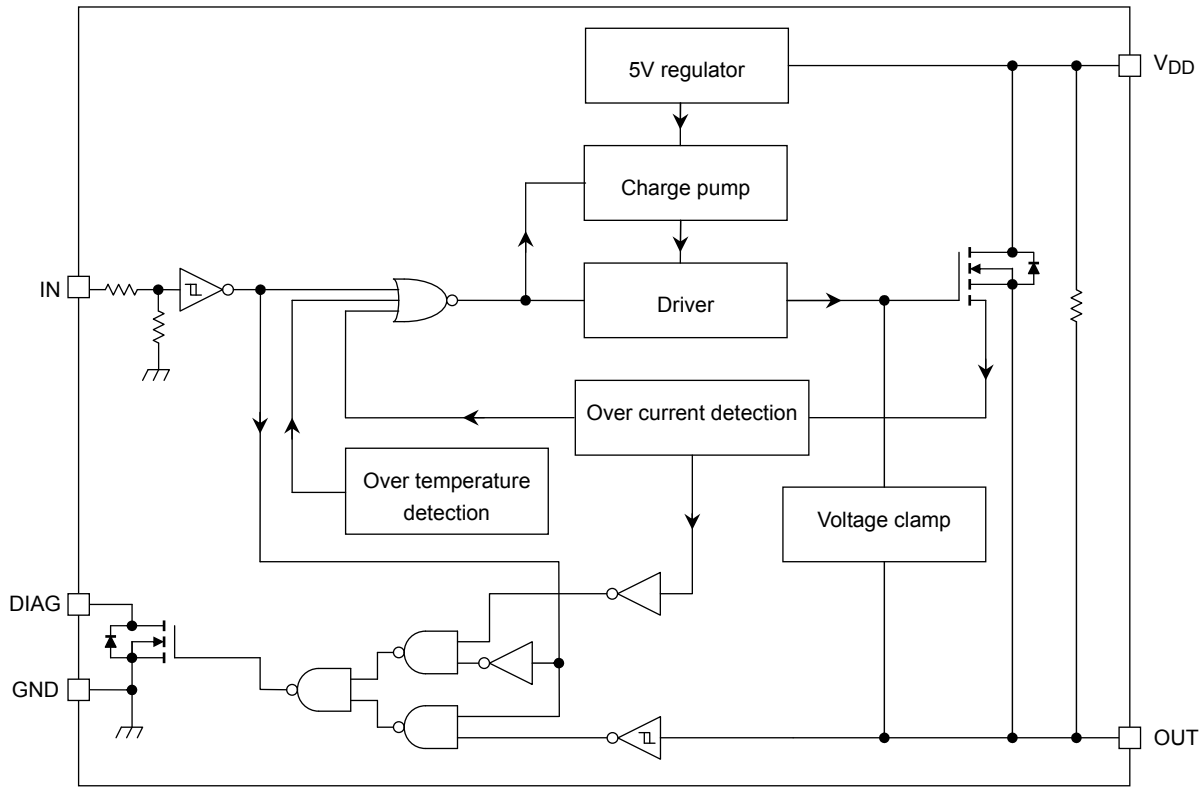 5V regulator
VDD
Charge pump
IN
Driver
Over current detection
Over temperature
detection
Voltage clamp
DIAG
GND
OUT